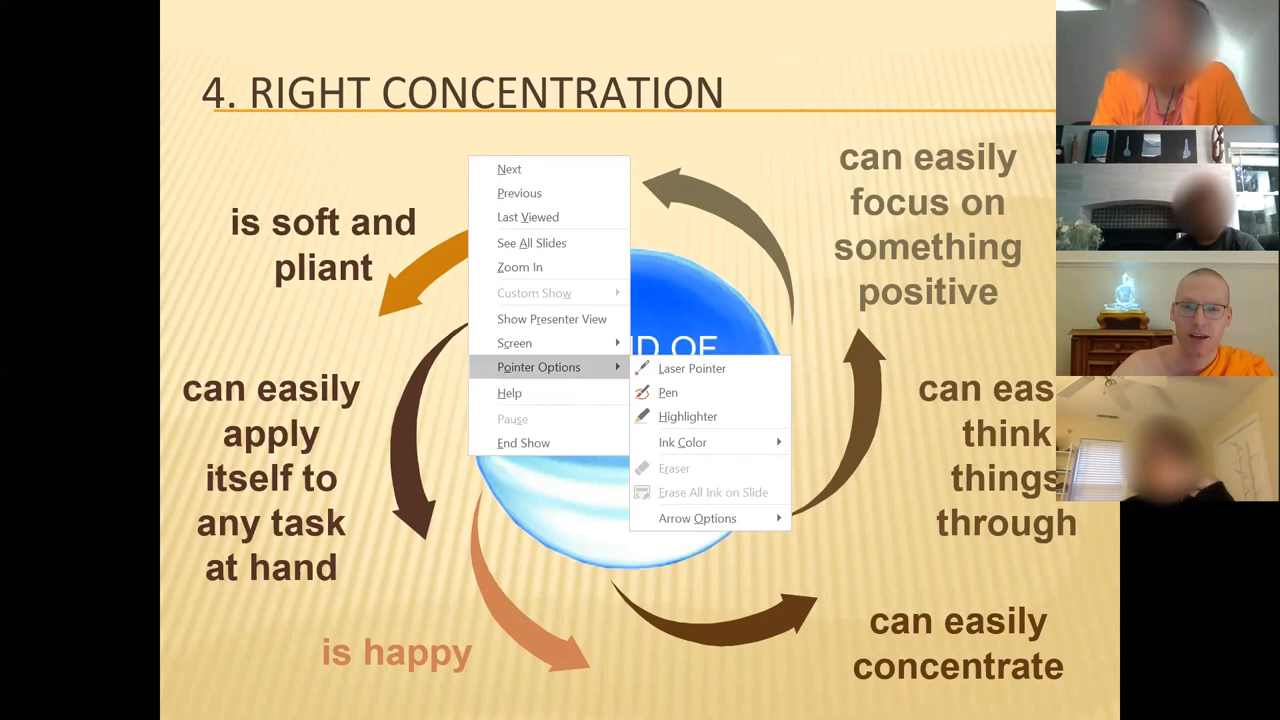 4. RIGHT CONCENTRATION
can easily
focus on
something
positive
is soft and
pliant
Next
Previous
Last Viewed
See All Slides
Zoom In
Custom Show
Show Presenter View
Screen
Pointer Options
Help
Pause
End Show
OF
Laser Pointer
Pen
Highlighter
Ink Color
Eraser
Erase All Ink on Slide
Arrow Options
can easily
apply
itself to
any task
at hand
can eas
think
things
through
is happy
can easily
concentrate